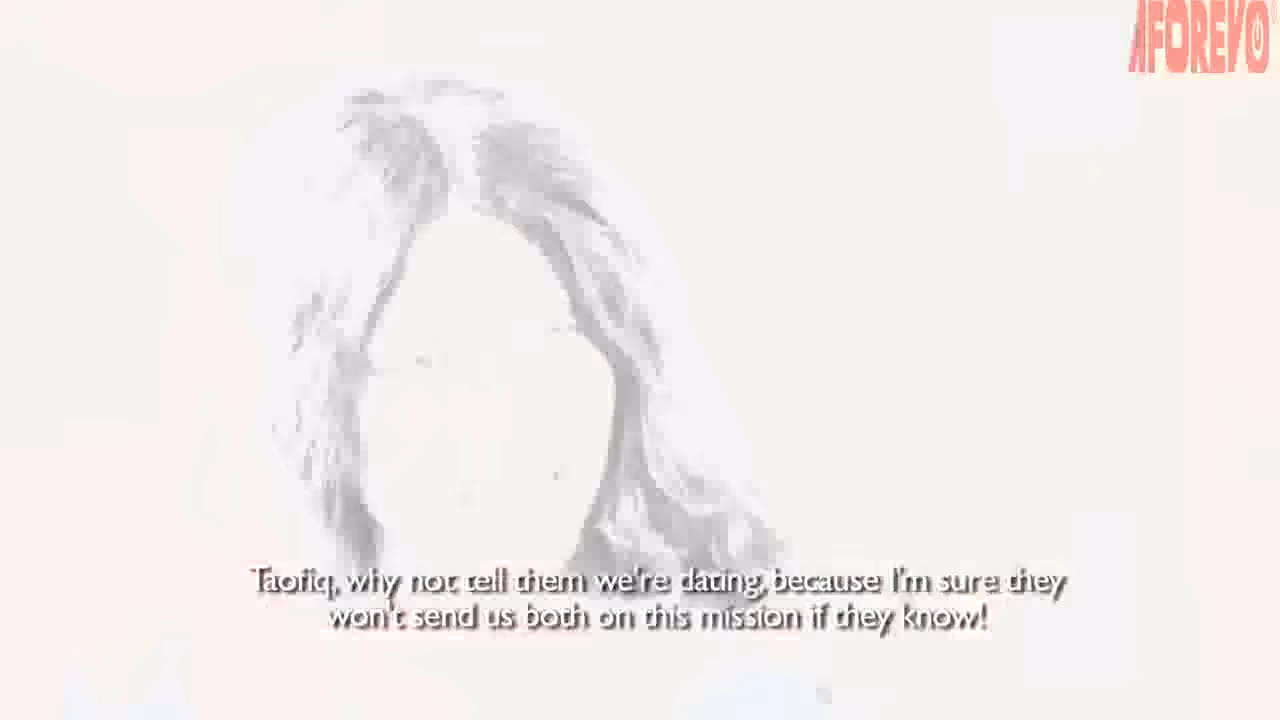 AFOREVO
Taofiq, why not tell them we're dating, because I'm sure they
won't send us both on this mission if they know!